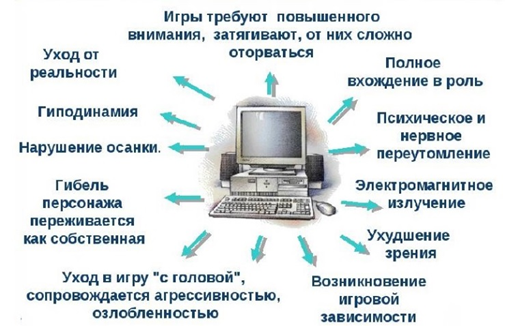 Игры требуют повышенного
внимания, затягивают, от них сложно
оторваться
Уход от
реальности
Полное
вхождение в роль
Гиподинамия
Психическое и
нервное
переутомление
Нарушение осанки.
Гибель
персонажа
переживается
как собственная
Электромагнитное
излучение
Ухудшение
зрения
Уход в игру "с головой",
сопровождается агрессивностью,
озлобленностью
Возникновение
игровой
зависимости